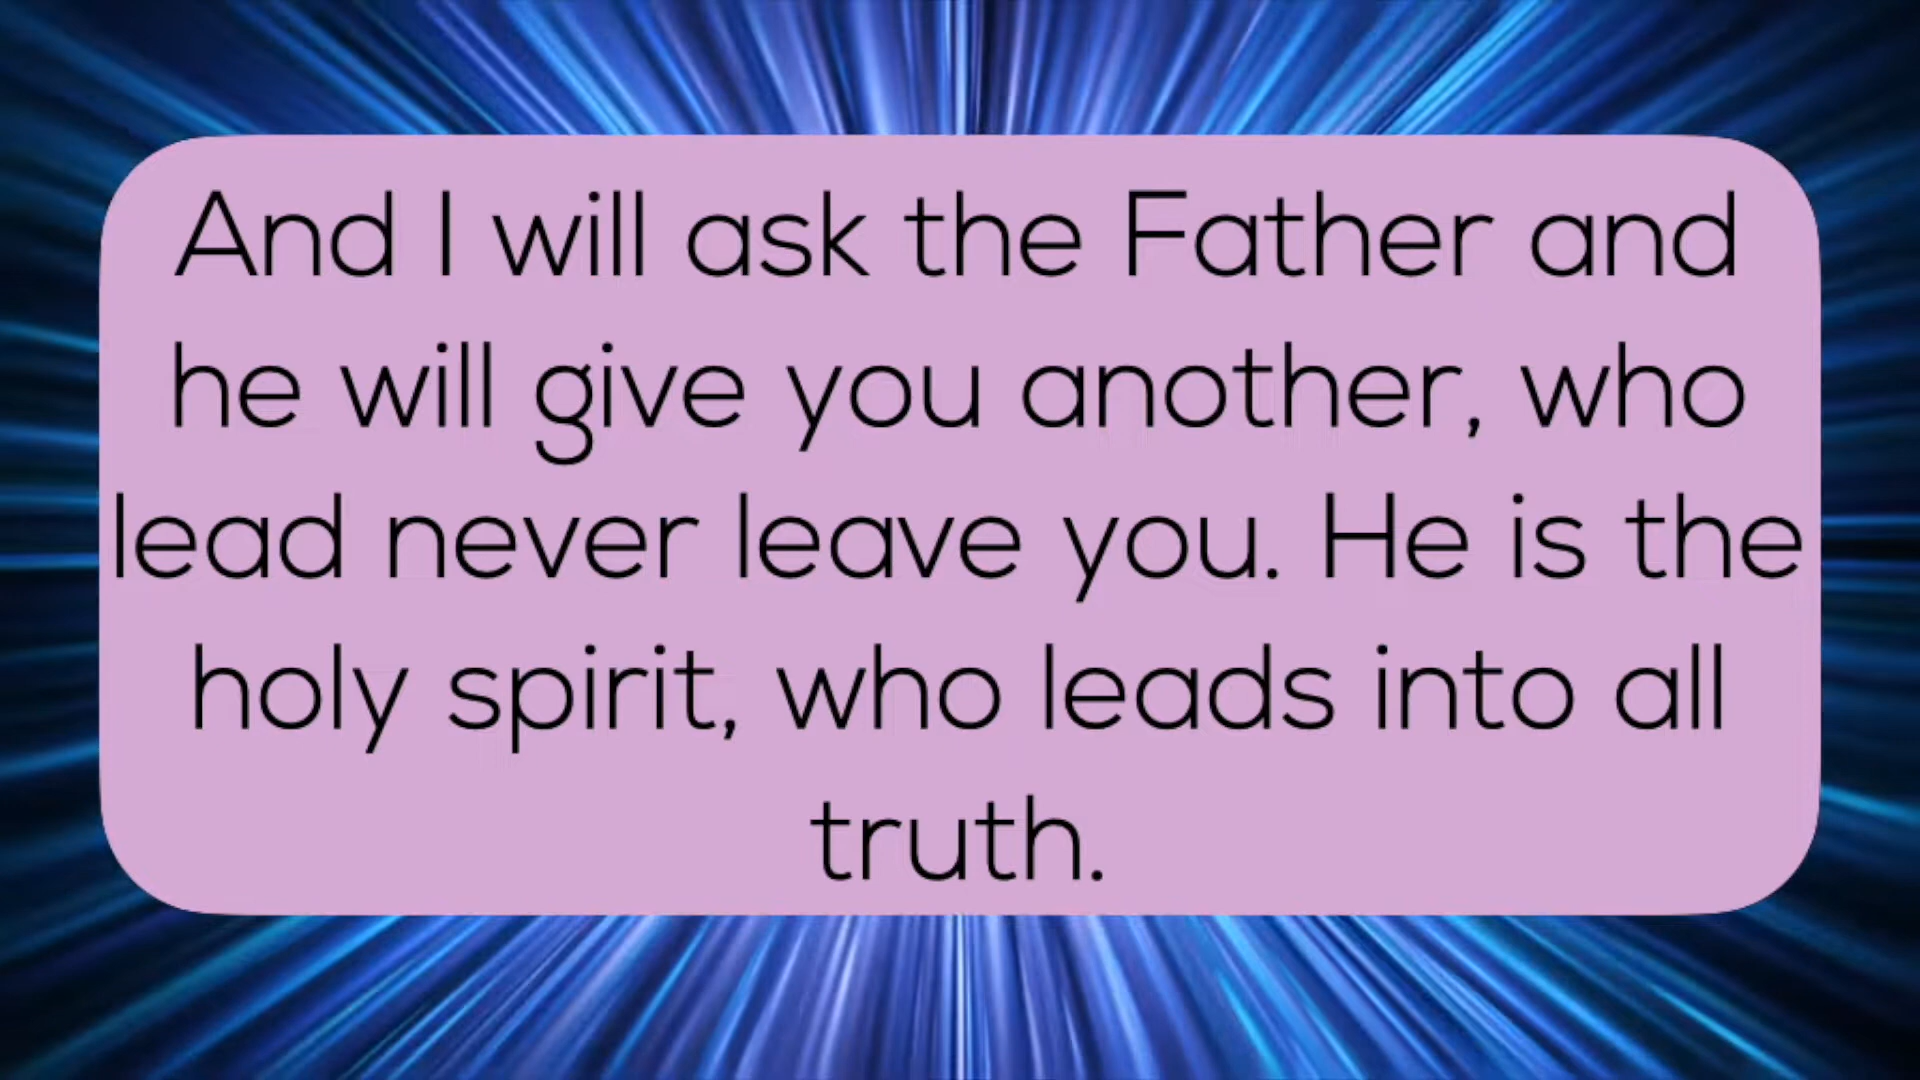 And I will ask the Father and
he will give you another, who
lead never leave you. He is the
holy spirit, who leads into all
truth.